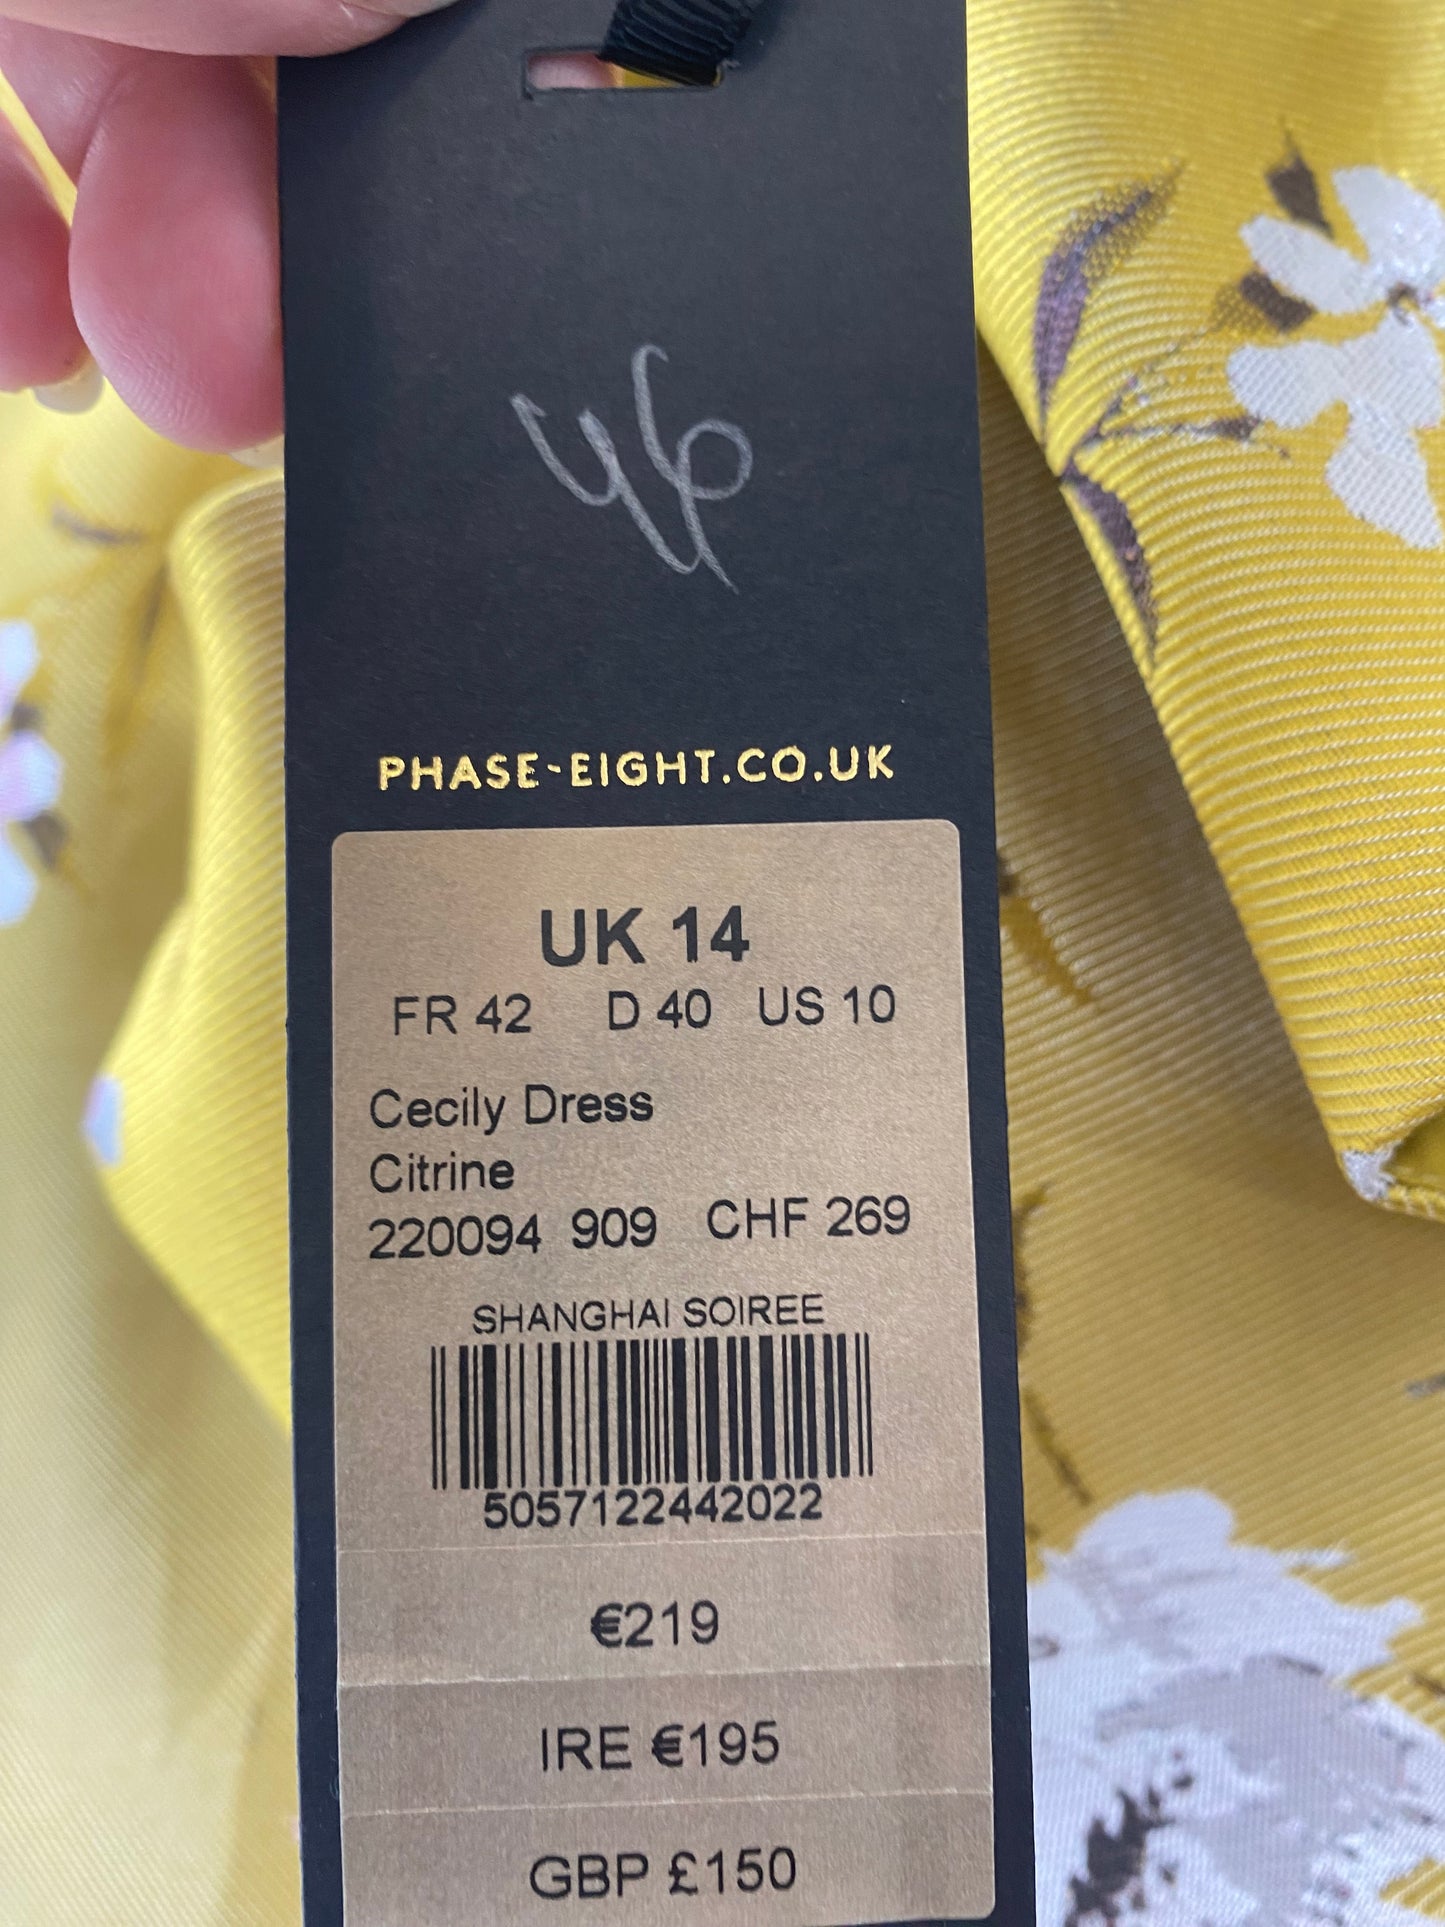 46
PHASE-EIGHT.CO.UK
UK 14
FR 42 D 40 US 10
Cecily Dress
Citrine
220094 909 CHF 269
SHANGHAI SOIREE
5057122442022
€219
IRE €195
GBP £150